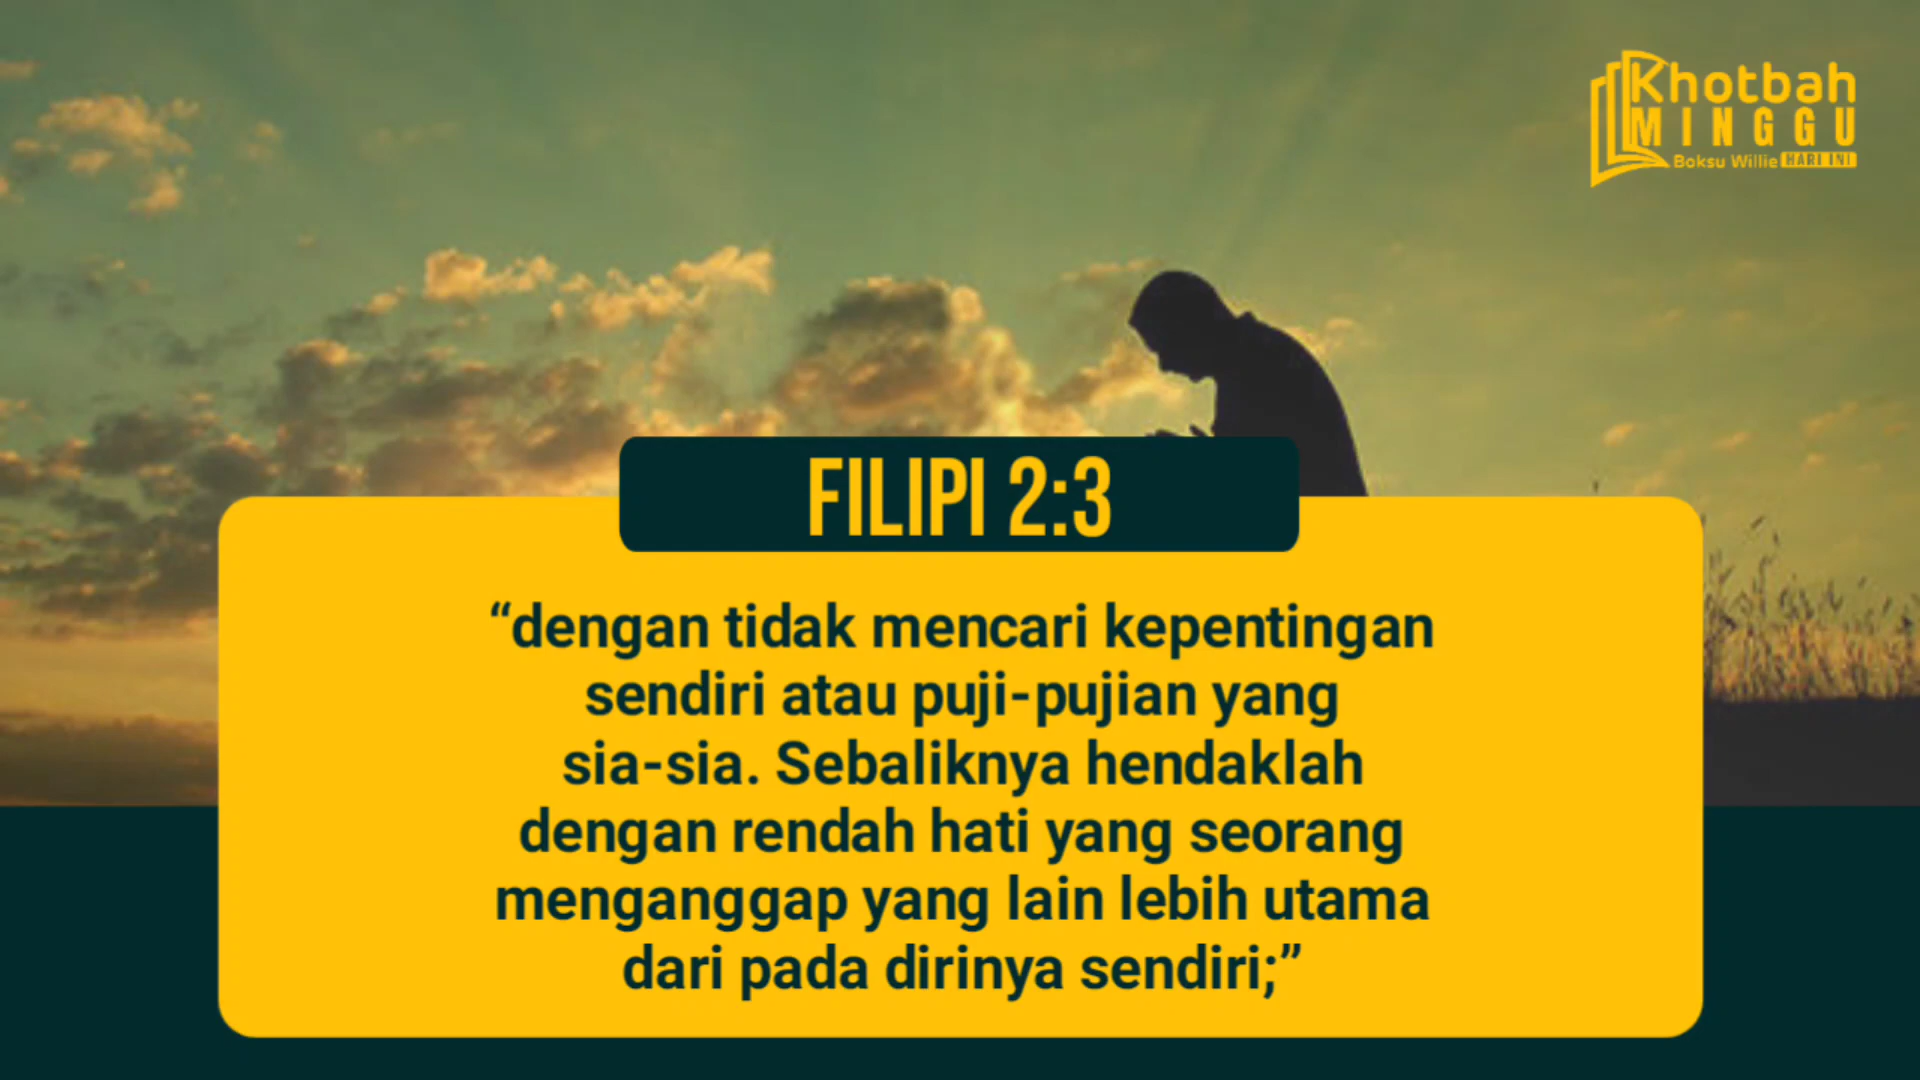 Khotbah
MINGGU
Boksu Willie HARI INI
FILIPI 2:3
“dengan tidak mencari kepentingan
sendiri atau puji-pujian yang
sia-sia. Sebaliknya hendaklah
dengan rendah hati yang seorang
menganggap yang lain lebih utama
dari pada dirinya sendiri;”